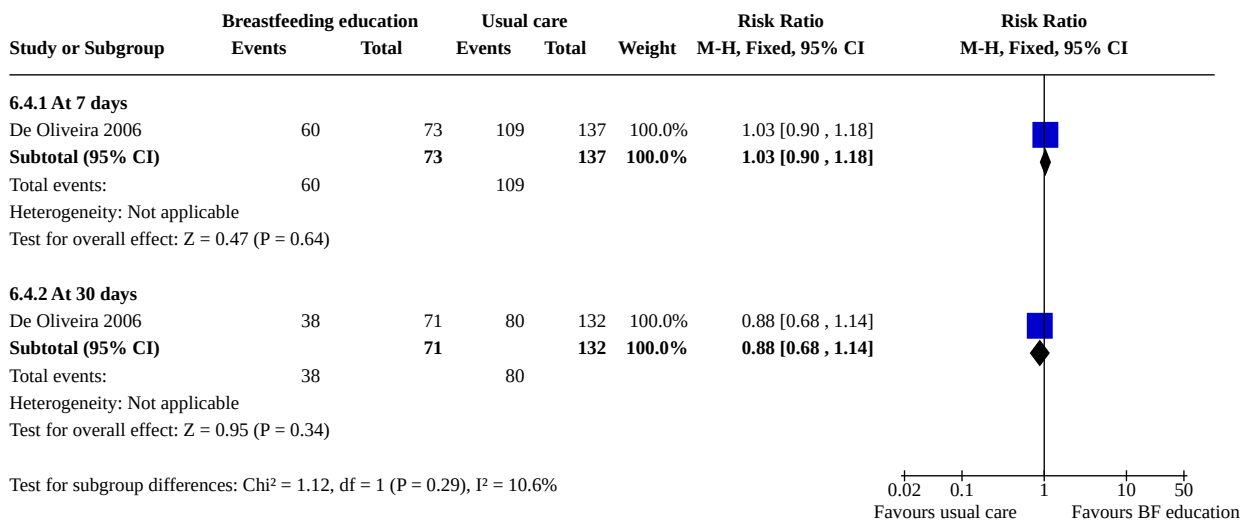 Breastfeeding education Usual care Risk Ratio Risk Ratio
Study or Subgroup Events Total Events Total Weight M-H, Fixed, 95% CI M-H, Fixed, 95% CI
6.4.1 At 7 days
De Oliveira 2006 60 73 109 137 100.0% 1.03 [0.90 , 1.18]
Subtotal (95% CI) 73 137 100.0% 1.03 [0.90 , 1.18]
Total events: 60 109
Heterogeneity: Not applicable
Test for overall effect: Z = 0.47 (P = 0.64)
6.4.2 At 30 days
De Oliveira 2006 38 71 80 132 100.0% 0.88 [0.68 , 1.14]
Subtotal (95% CI) 71 132 100.0% 0.88 [0.68 , 1.14]
Total events: 38 80
Heterogeneity: Not applicable
Test for overall effect: Z = 0.95 (P = 0.34)
Test for subgroup differences: Chi² = 1.12, df = 1 (P = 0.29), I² = 10.6%
0.02 0.1 1 10 50
Favours usual care Favours BF education